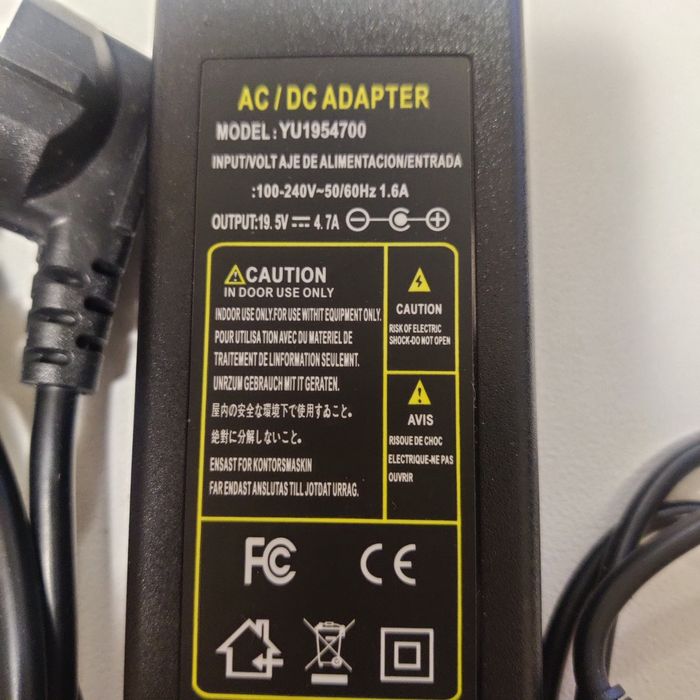 AC / DC ADAPTER
MODEL: YU1954700
INPUT/VOLTAJE DE ALIMENTACION/ENTRADA
:100-240V~50/60Hz 1.6A
OUTPUT:19.5V⎓4.7A
CAUTION
IN DOOR USE ONLY
INDOOR USE ONLY.FOR USE WITHIT EQUIPMENT ONLY.
POUR UTILISATION AVEC DU MATERIEL DE
TRAITEMENT DE LINFORMATION SEULEMNT.
UNRZUM GEBRAUCH MIT IT GERATEN.
屋内の安全な環境下で使用するゐこと。
绝對に分解しないこと。
ENSAST FOR KONTORSMASKIN
FAR ENDAST ANSLUTAS TILL JOTDAT URRAG.
CAUTION
RISK OF ELECTRIC
SHOCK-DO NOT OPEN
AVIS
RISOUE DE CHOC
ELECTRIQUE-NE PAS
OUVRIR
FC CE